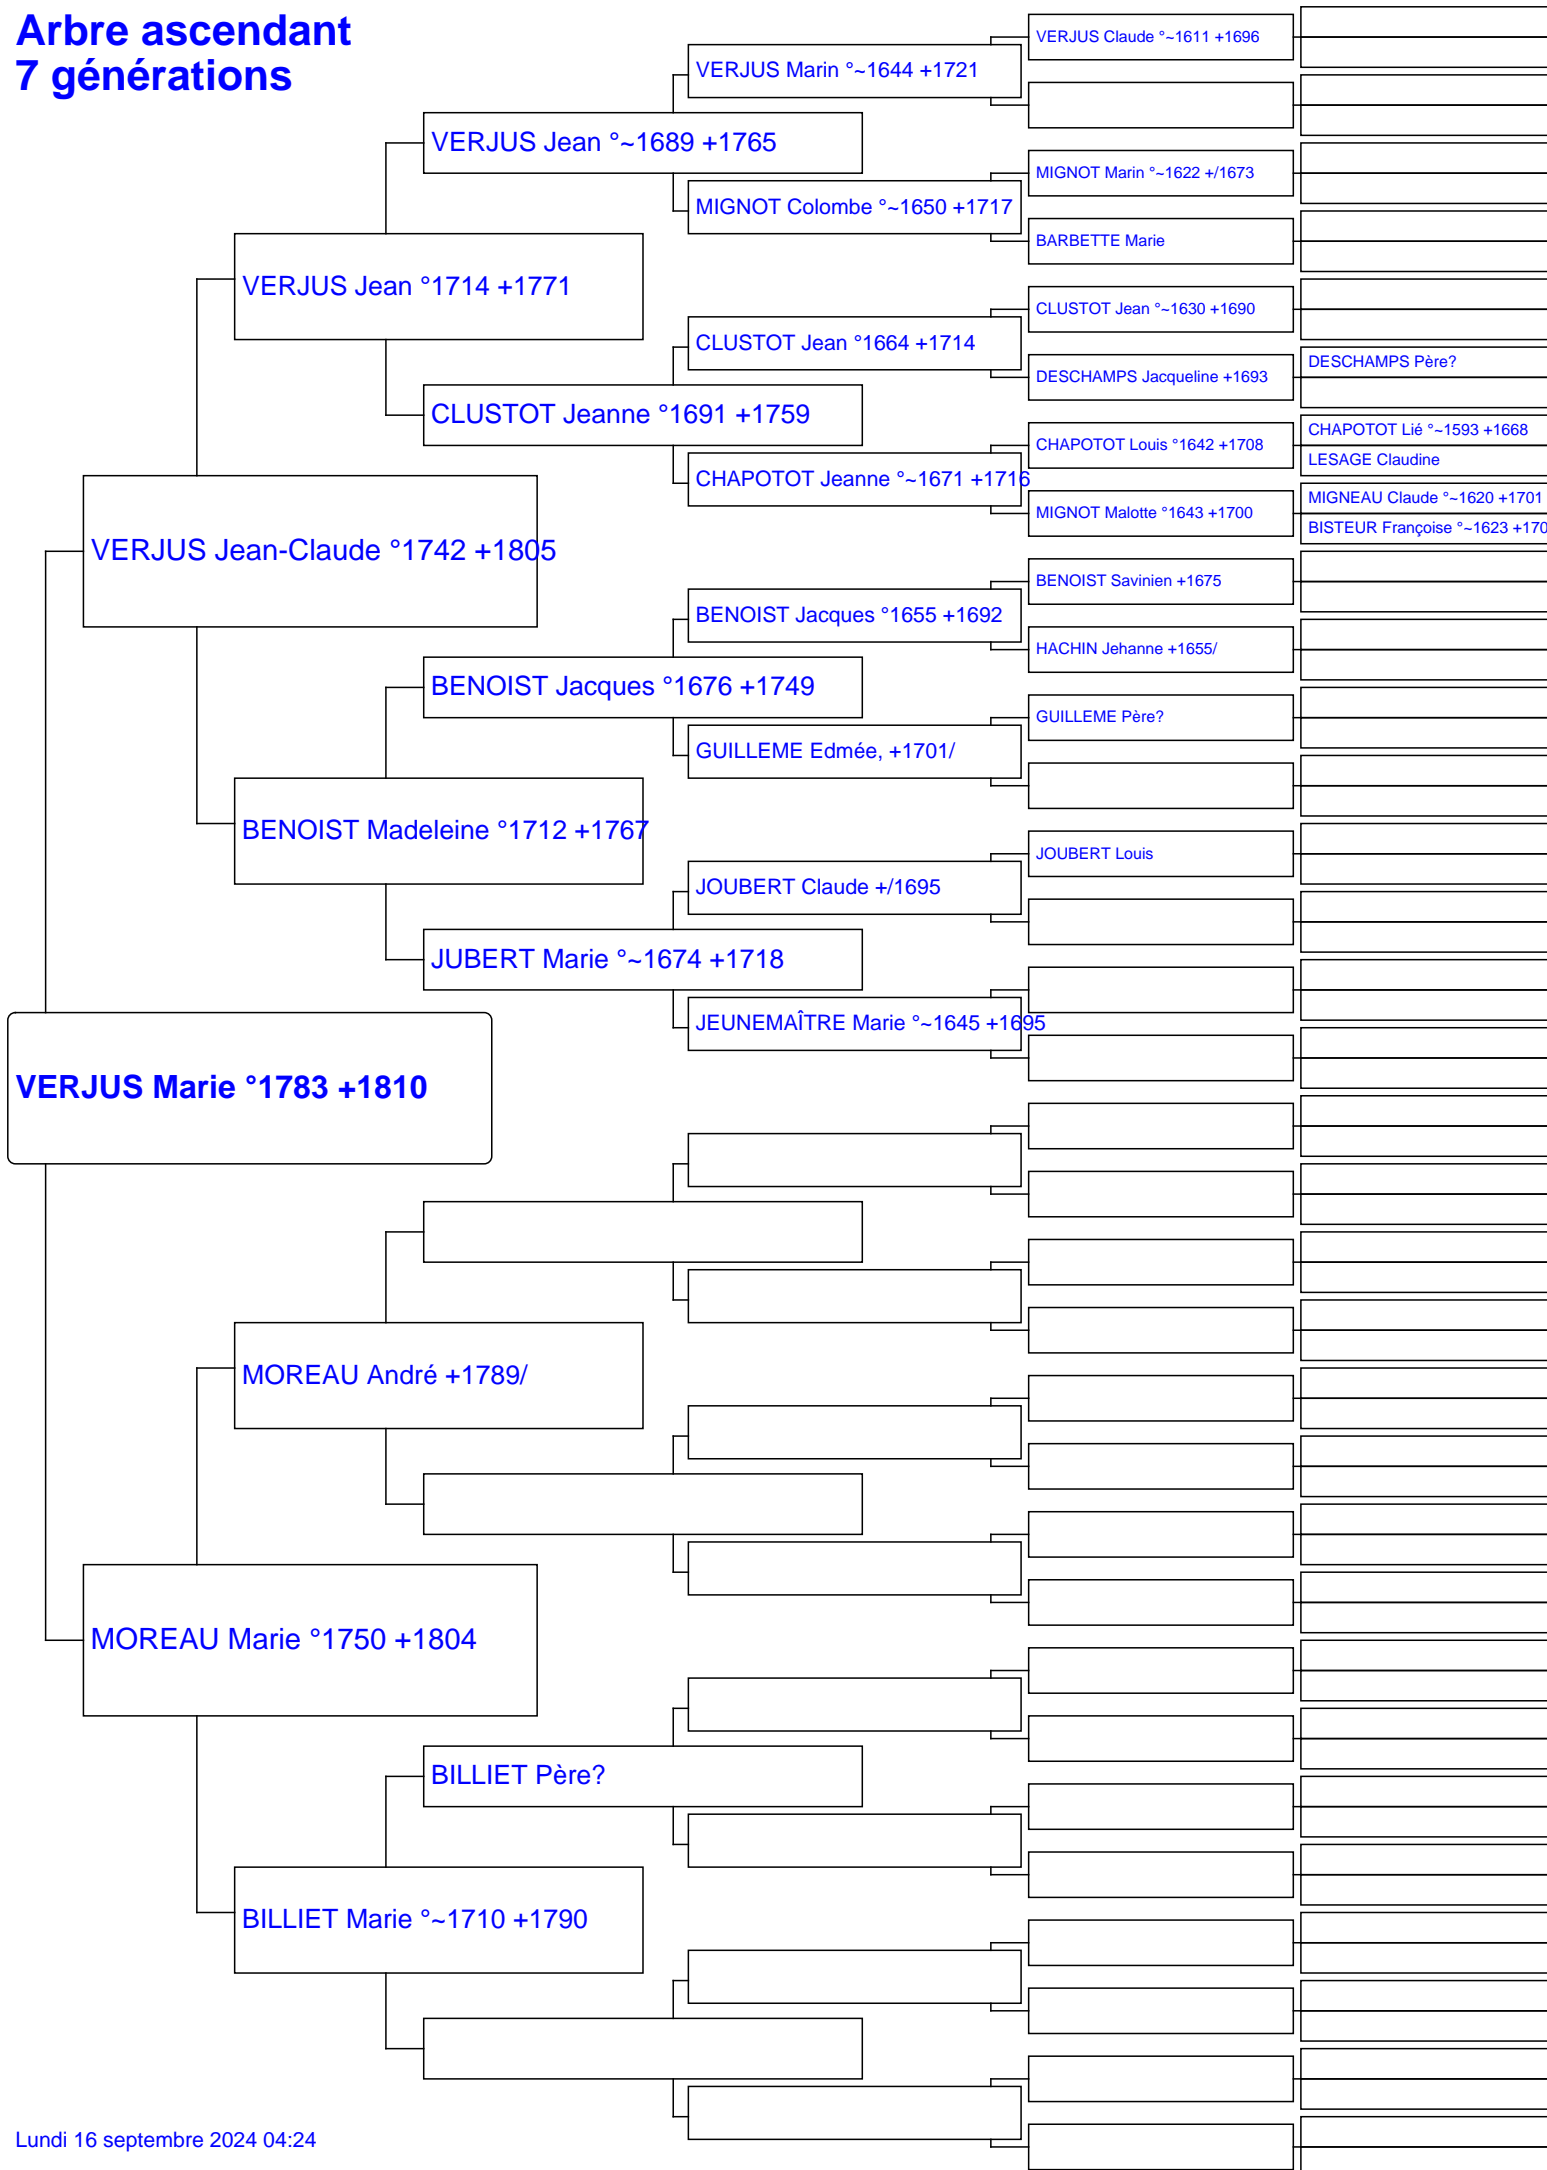 Arbre ascendant
7 générations
VERJUS Marie °1783 +1810
VERJUS Jean-Claude °1742 +1805
MOREAU Marie °1750 +1804
VERJUS Jean °1714 +1771
BENOIST Madeleine °1712 +1767
MOREAU André +1789/
BILLIET Marie °~1710 +1790
VERJUS Jean °~1689 +1765
CLUSTOT Jeanne °1691 +1759
BENOIST Jacques °1676 +1749
JUBERT Marie °~1674 +1718
BILLIET Père?
VERJUS Marin °~1644 +1721
MIGNOT Colombe °~1650 +1717
CLUSTOT Jean °1664 +1714
CHAPOTOT Jeanne °~1671 +1716
BENOIST Jacques °1655 +1692
GUILLEME Edmée, +1701/
JOUBERT Claude +/1695
JEUNEMAÎTRE Marie °~1645 +1695
VERJUS Claude °~1611 +1696
MIGNOT Marin °~1622 +/1673
BARBETTE Marie
CLUSTOT Jean °~1630 +1690
DESCHAMPS Jacqueline +1693
CHAPOTOT Louis °1642 +1708
MIGNOT Malotte °1643 +1700
BENOIST Savinien +1675
HACHIN Jehanne +1655/
GUILLEME Père?
JOUBERT Louis
DESCHAMPS Père?
CHAPOTOT Lié °~1593 +1668
LESAGE Claudine
MIGNEAU Claude °~1620 +1701
BISTEUR Françoise °~1623 +170
Lundi 16 septembre 2024 04:24